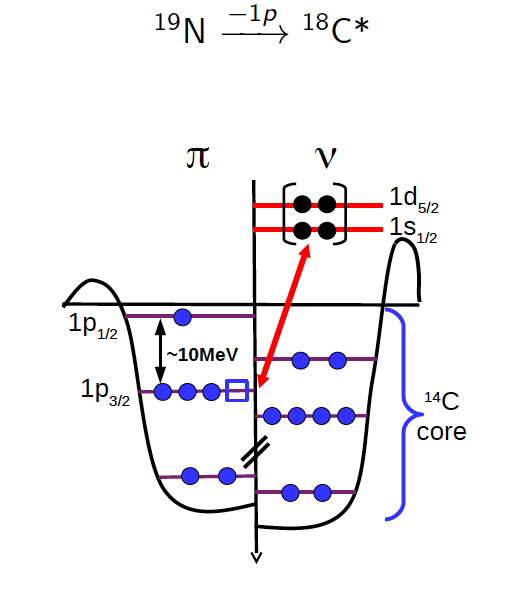 ¹⁹N —−1p→ ¹⁸C*
π ν
1d₅/₂
1s₁/₂
1p₁/₂
~10MeV
1p₃/₂
¹⁴C
core